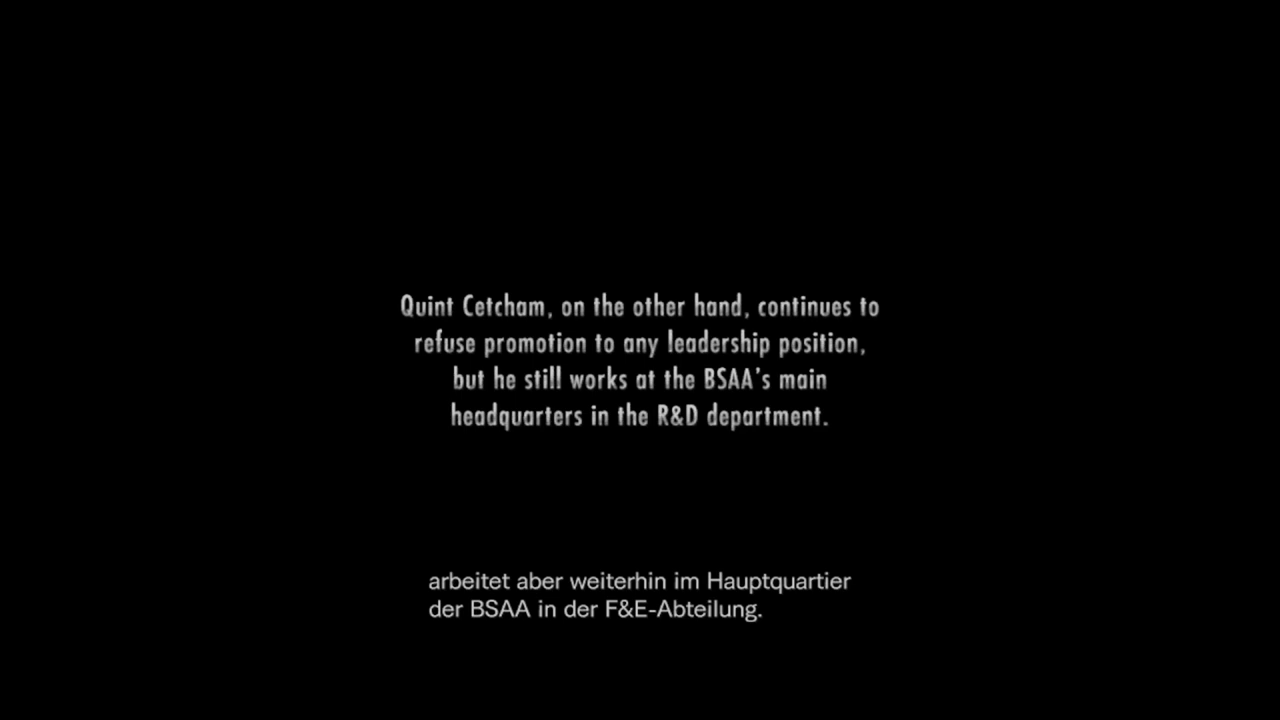 Quint Cetcham, on the other hand, continues to
refuse promotion to any leadership position,
but he still works at the BSAA's main
headquarters in the R&D department.
arbeitet aber weiterhin im Hauptquartier
der BSAA in der F&E-Abteilung.